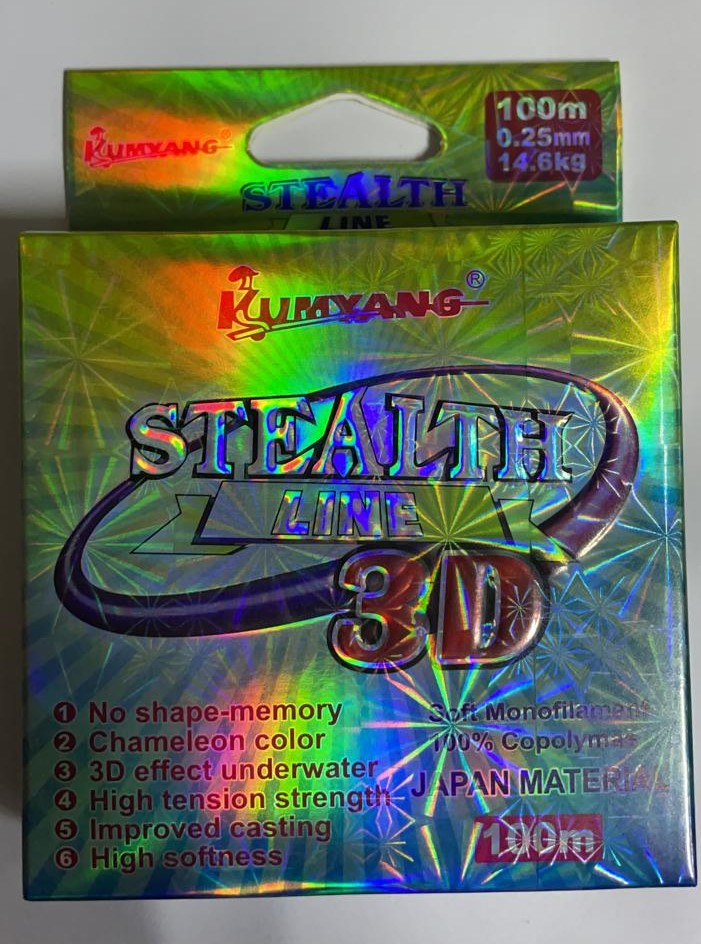 KUMYANG®
100m
0.25mm
14.6kg
STEALTH
LINE
KUMYANG®
STEALTH
LINE
3D
1 No shape-memory
2 Chameleon color
3 3D effect underwater
4 High tension strength
5 Improved casting
6 High softness
Soft Monofilament
100% Copolymer
JAPAN MATERIAL
100m